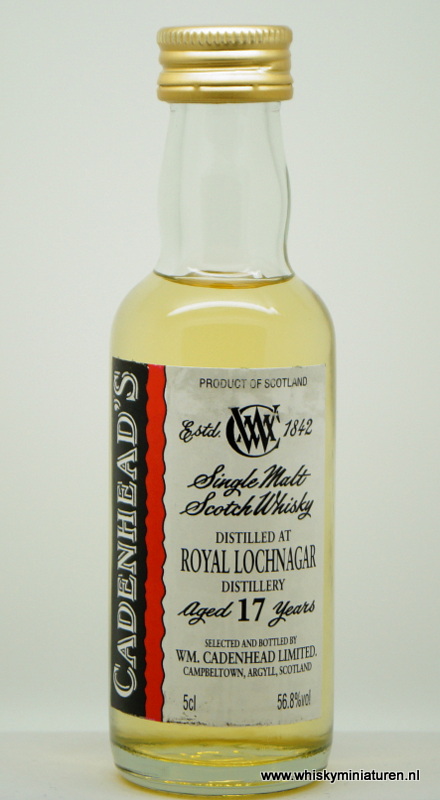 CADENHEAD'S
PRODUCT OF SCOTLAND
Estd. WC 1842
Single Malt
Scotch Whisky
DISTILLED AT
ROYAL LOCHNAGAR
DISTILLERY
Aged 17 Years
SELECTED AND BOTTLED BY
WM. CADENHEAD LIMITED.
CAMPBELTOWN, ARGYLL, SCOTLAND
5cl 56.8%vol
www.whiskyminiaturen.nl